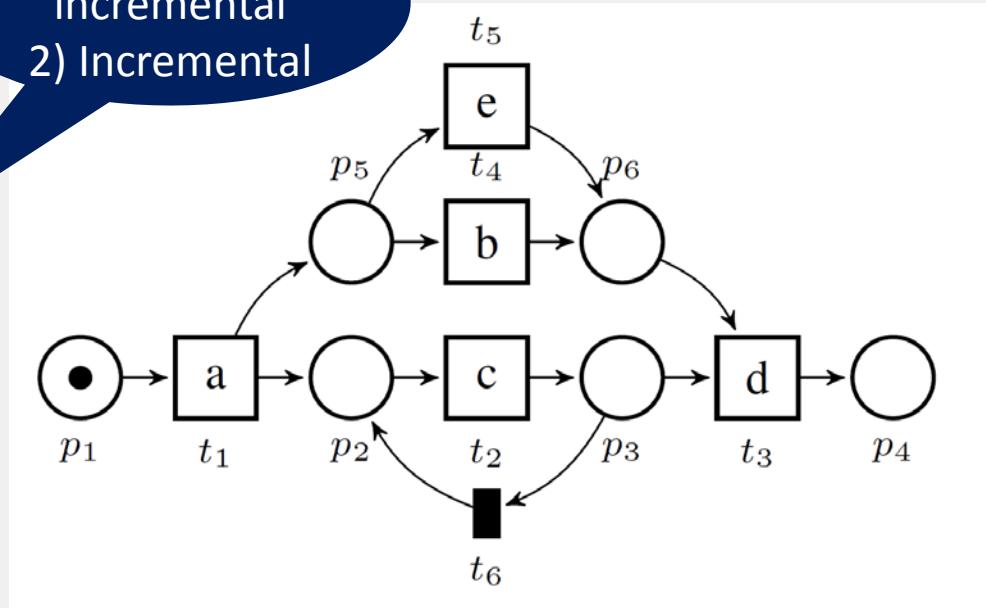 incremental
2) Incremental
t5
e
p5
t4
p6
b
a
c
d
p1
t1
p2
t2
p3
t3
p4
t6